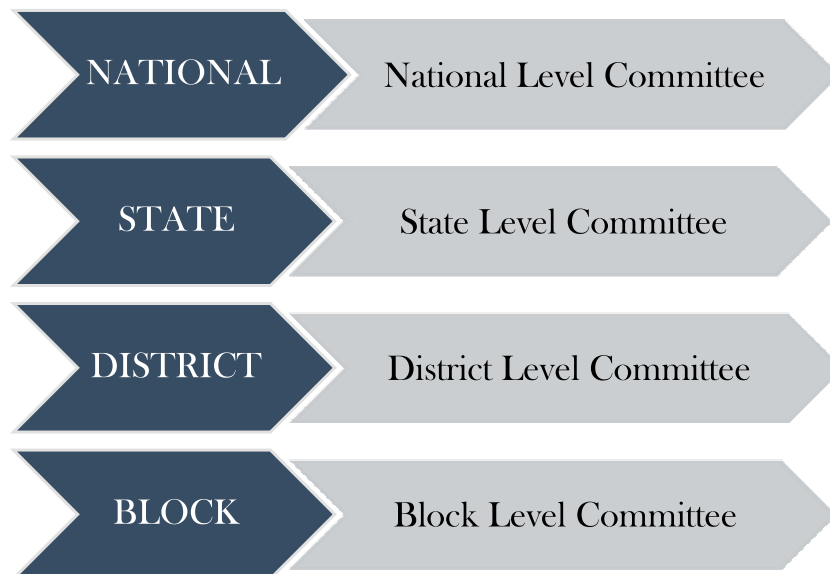 NATIONAL
National Level Committee
STATE
State Level Committee
DISTRICT
District Level Committee
BLOCK
Block Level Committee